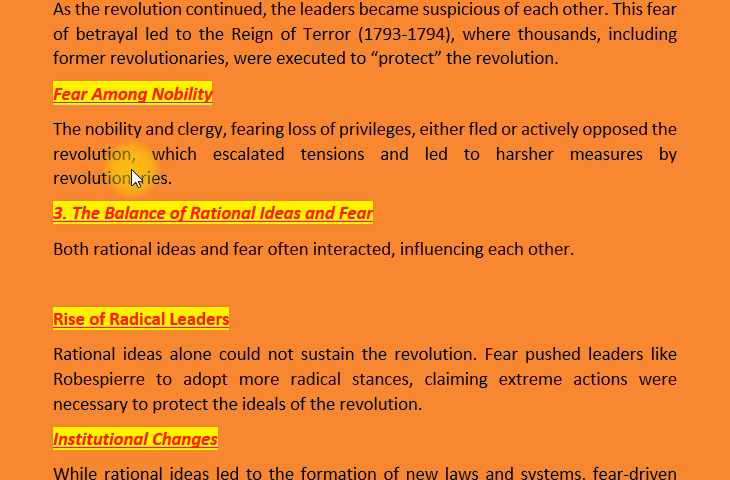 As the revolution continued, the leaders became suspicious of each other. This fear
of betrayal led to the Reign of Terror (1793-1794), where thousands, including
former revolutionaries, were executed to “protect” the revolution.
Fear Among Nobility
The nobility and clergy, fearing loss of privileges, either fled or actively opposed the
revolution, which escalated tensions and led to harsher measures by
revolutionaries.
3. The Balance of Rational Ideas and Fear
Both rational ideas and fear often interacted, influencing each other.
Rise of Radical Leaders
Rational ideas alone could not sustain the revolution. Fear pushed leaders like
Robespierre to adopt more radical stances, claiming extreme actions were
necessary to protect the ideals of the revolution.
Institutional Changes
While rational ideas led to the formation of new laws and systems, fear-driven